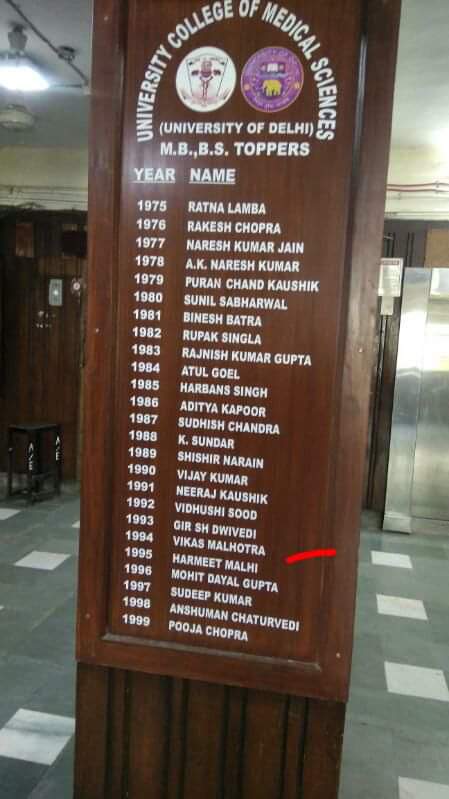 UNIVERSITY COLLEGE OF MEDICAL SCIENCES
(UNIVERSITY OF DELHI)
M.B.,B.S. TOPPERS
YEAR NAME
1975 RATNA LAMBA
1976 RAKESH CHOPRA
1977 NARESH KUMAR JAIN
1978 A.K. NARESH KUMAR
1979 PURAN CHAND KAUSHIK
1980 SUNIL SABHARWAL
1981 BINESH BATRA
1982 RUPAK SINGLA
1983 RAJNISH KUMAR GUPTA
1984 ATUL GOEL
1985 HARBANS SINGH
1986 ADITYA KAPOOR
1987 SUDHISH CHANDRA
1988 K. SUNDAR
1989 SHISHIR NARAIN
1990 VIJAY KUMAR
1991 NEERAJ KAUSHIK
1992 VIDHUSHI SOOD
1993 GIR SH DWIVEDI
1994 VIKAS MALHOTRA
1995 HARMEET MALHI
1996 MOHIT DAYAL GUPTA
1997 SUDEEP KUMAR
1998 ANSHUMAN CHATURVEDI
1999 POOJA CHOPRA
A/E
A/E